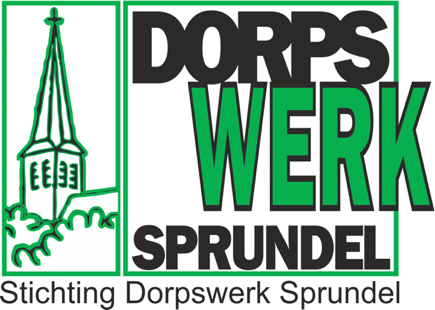 DORPS
WERK
SPRUNDEL
Stichting Dorpswerk Sprundel